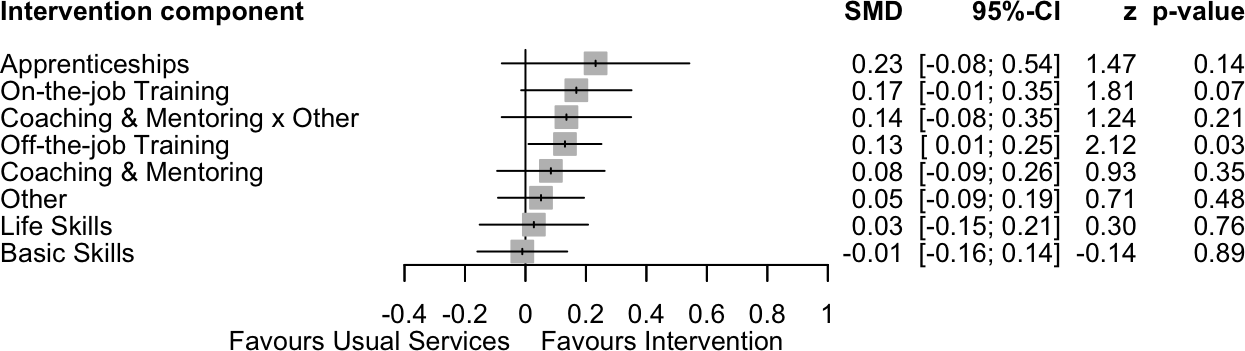 Intervention component SMD 95%-CI z p-value
Apprenticeships 0.23 [-0.08; 0.54] 1.47 0.14
On-the-job Training 0.17 [-0.01; 0.35] 1.81 0.07
Coaching & Mentoring x Other 0.14 [-0.08; 0.35] 1.24 0.21
Off-the-job Training 0.13 [ 0.01; 0.25] 2.12 0.03
Coaching & Mentoring 0.08 [-0.09; 0.26] 0.93 0.35
Other 0.05 [-0.09; 0.19] 0.71 0.48
Life Skills 0.03 [-0.15; 0.21] 0.30 0.76
Basic Skills -0.01 [-0.16; 0.14] -0.14 0.89
-0.4 -0.2 0 0.2 0.4 0.6 0.8 1
Favours Usual Services Favours Intervention